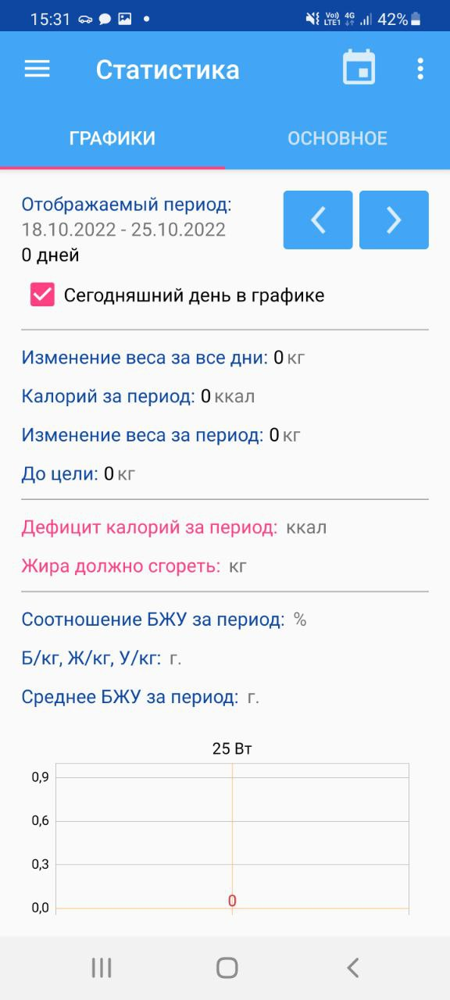 15:31 Vo)) LTE1 4G 42%
Статистика
ГРАФИКИ ОСНОВНОЕ
Отображаемый период:
18.10.2022 - 25.10.2022
0 дней
Сегодняшний день в графике
Изменение веса за все дни: 0 кг
Калорий за период: 0 ккал
Изменение веса за период: 0 кг
До цели: 0 кг
Дефицит калорий за период: ккал
Жира должно сгореть: кг
Соотношение БЖУ за период: %
Б/кг, Ж/кг, У/кг: г.
Среднее БЖУ за период: г.
25 Вт
0,9
0,6
0,3
0
0,0